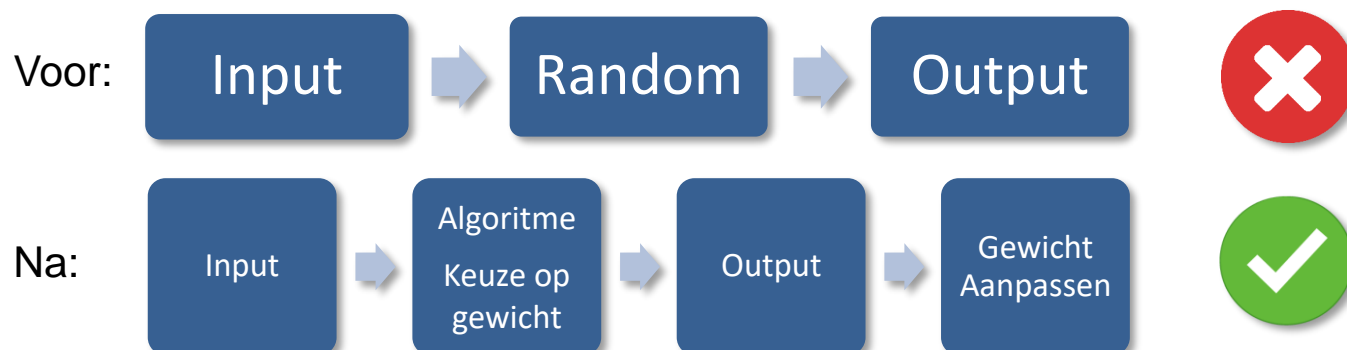 Voor:
Input
Random
Output
Na:
Input
Algoritme
Keuze op
gewicht
Output
Gewicht
Aanpassen